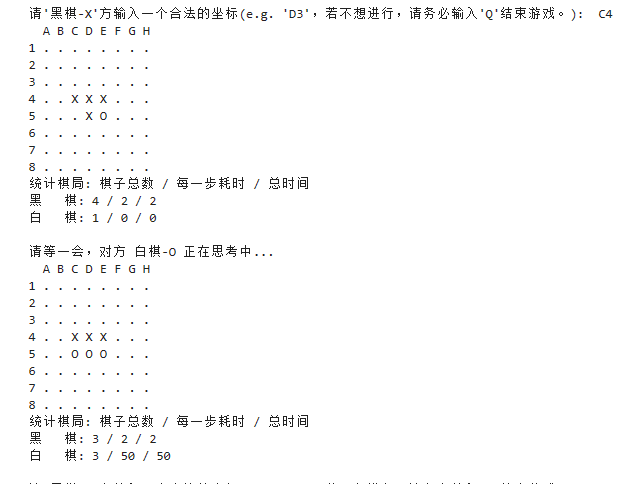 请'黑棋-X'方输入一个合法的坐标(e.g. 'D3'，若不想进行，请务必输入'Q'结束游戏。): C4
A B C D E F G H
1 . . . . . . . .
2 . . . . . . . .
3 . . . . . . . .
4 . . X X X . . .
5 . . . X O . . .
6 . . . . . . . .
7 . . . . . . . .
8 . . . . . . . .
统计棋局: 棋子总数 / 每一步耗时 / 总时间
黑 棋: 4 / 2 / 2
白 棋: 1 / 0 / 0
请等一会，对方 白棋-O 正在思考中...
A B C D E F G H
1 . . . . . . . .
2 . . . . . . . .
3 . . . . . . . .
4 . . X X X . . .
5 . . O O O . . .
6 . . . . . . . .
7 . . . . . . . .
8 . . . . . . . .
统计棋局: 棋子总数 / 每一步耗时 / 总时间
黑 棋: 3 / 2 / 2
白 棋: 3 / 50 / 50